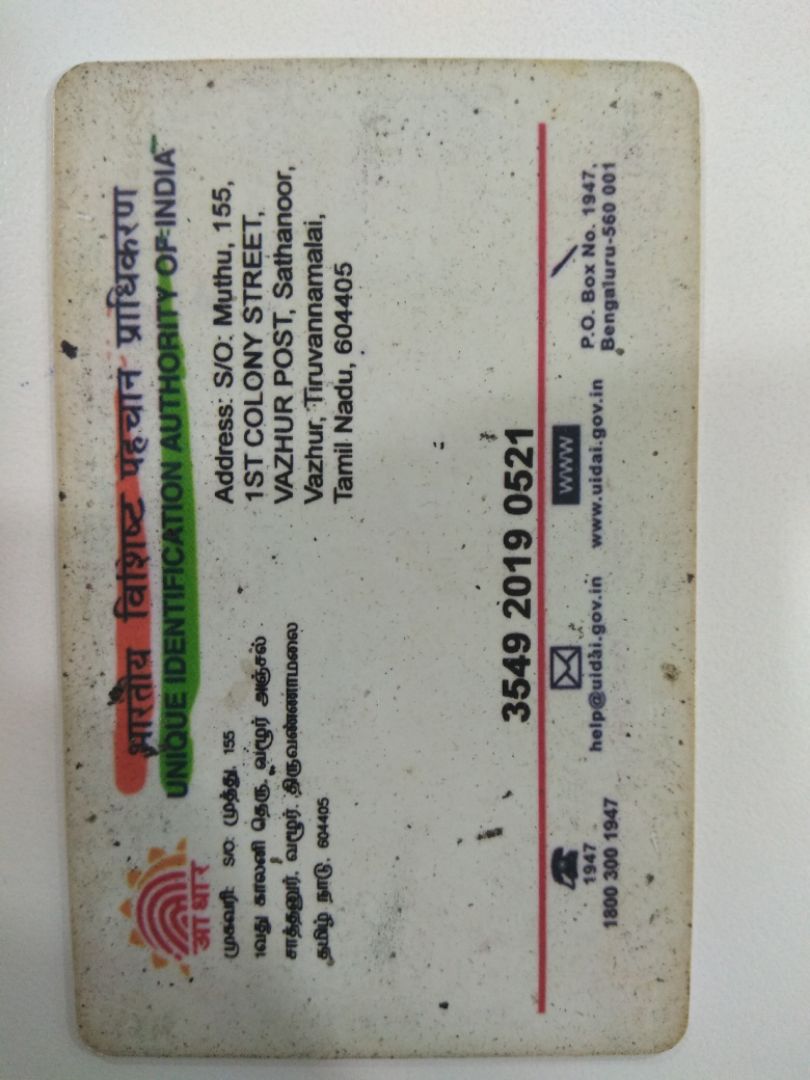 भारतीय विशिष्ट पहचान प्राधिकरण
UNIQUE IDENTIFICATION AUTHORITY OF INDIA
आधार
முகவரி: S/O: முத்து, 155
1வது காலனி தெரு, வழூர் அஞ்சல்
சாத்தனூர், வழூர், திருவண்ணாமலை
தமிழ் நாடு, 604405
Address: S/O: Muthu, 155,
1ST COLONY STREET,
VAZHUR POST, Sathanoor,
Vazhur, Tiruvannamalai,
Tamil Nadu, 604405
3549 2019 0521
1947
1800 300 1947
help@uidai.gov.in
www
www.uidai.gov.in
P.O. Box No. 1947,
Bengaluru-560 001